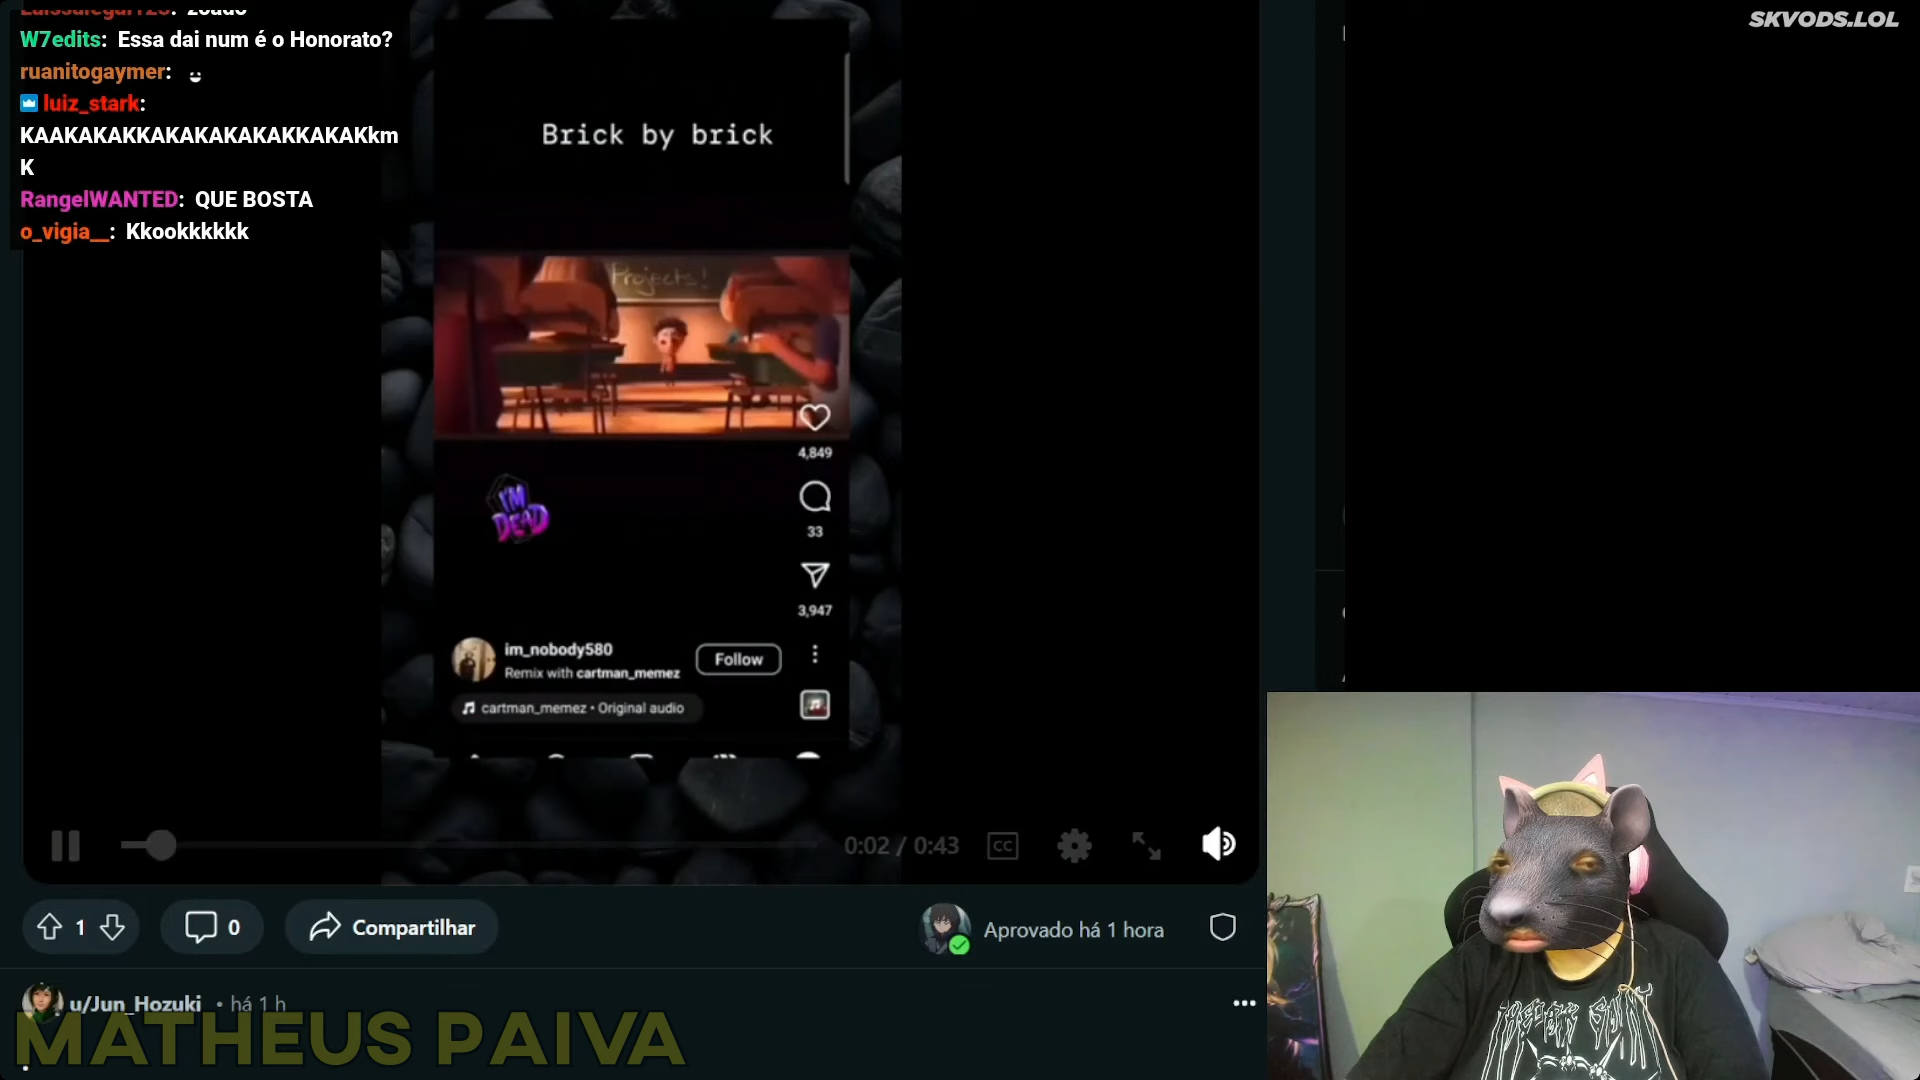 W7edits: Essa dai num é o Honorato?
ruanitogaymer:
luiz_stark:
KAAKAKAKKAKAKAKAKAKKAKAKkm
K
RangelWANTED: QUE BOSTA
o_vigia__: Kkookkkkkk
SKVODS.LOL
Brick by brick
Projects!
4,849
I'M
DEAD
33
3,947
im_nobody580
Follow
Remix with cartman_memez
cartman_memez • Original audio
0:02 / 0:43
CC
1
0
Compartilhar
Aprovado há 1 hora
u/Jun_Hozuki • há 1 h
MATHEUS PAIVA